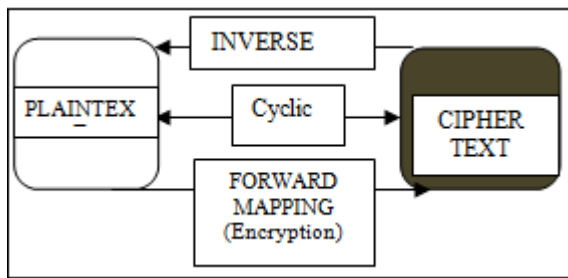 INVERSE
PLAINTEX
Cyclic
CIPHER
TEXT
FORWARD
MAPPING
(Encryption)